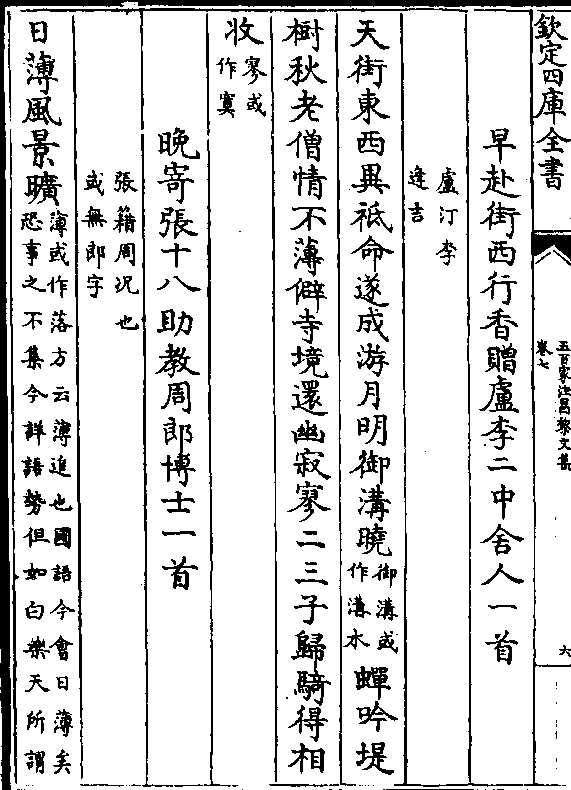 欽定四庫全書
五百家注昌黎文集
卷七
六
早赴街西行香贈盧李二中舍人一首
盧汀李
逢吉
天街東西異祗命遂成游月明御溝曉御溝或作溝水蟬吟堤
樹秋老僧情不薄僻寺境還幽寂寥二三子歸騎得相
收寥或作寞
晚寄張十八助教周郎博士一首
張籍周况也
或無郎字
日薄風景曠薄或作落方云薄迫也國語今會日薄矣恐事之不集今詳語勢但如白樂天所謂